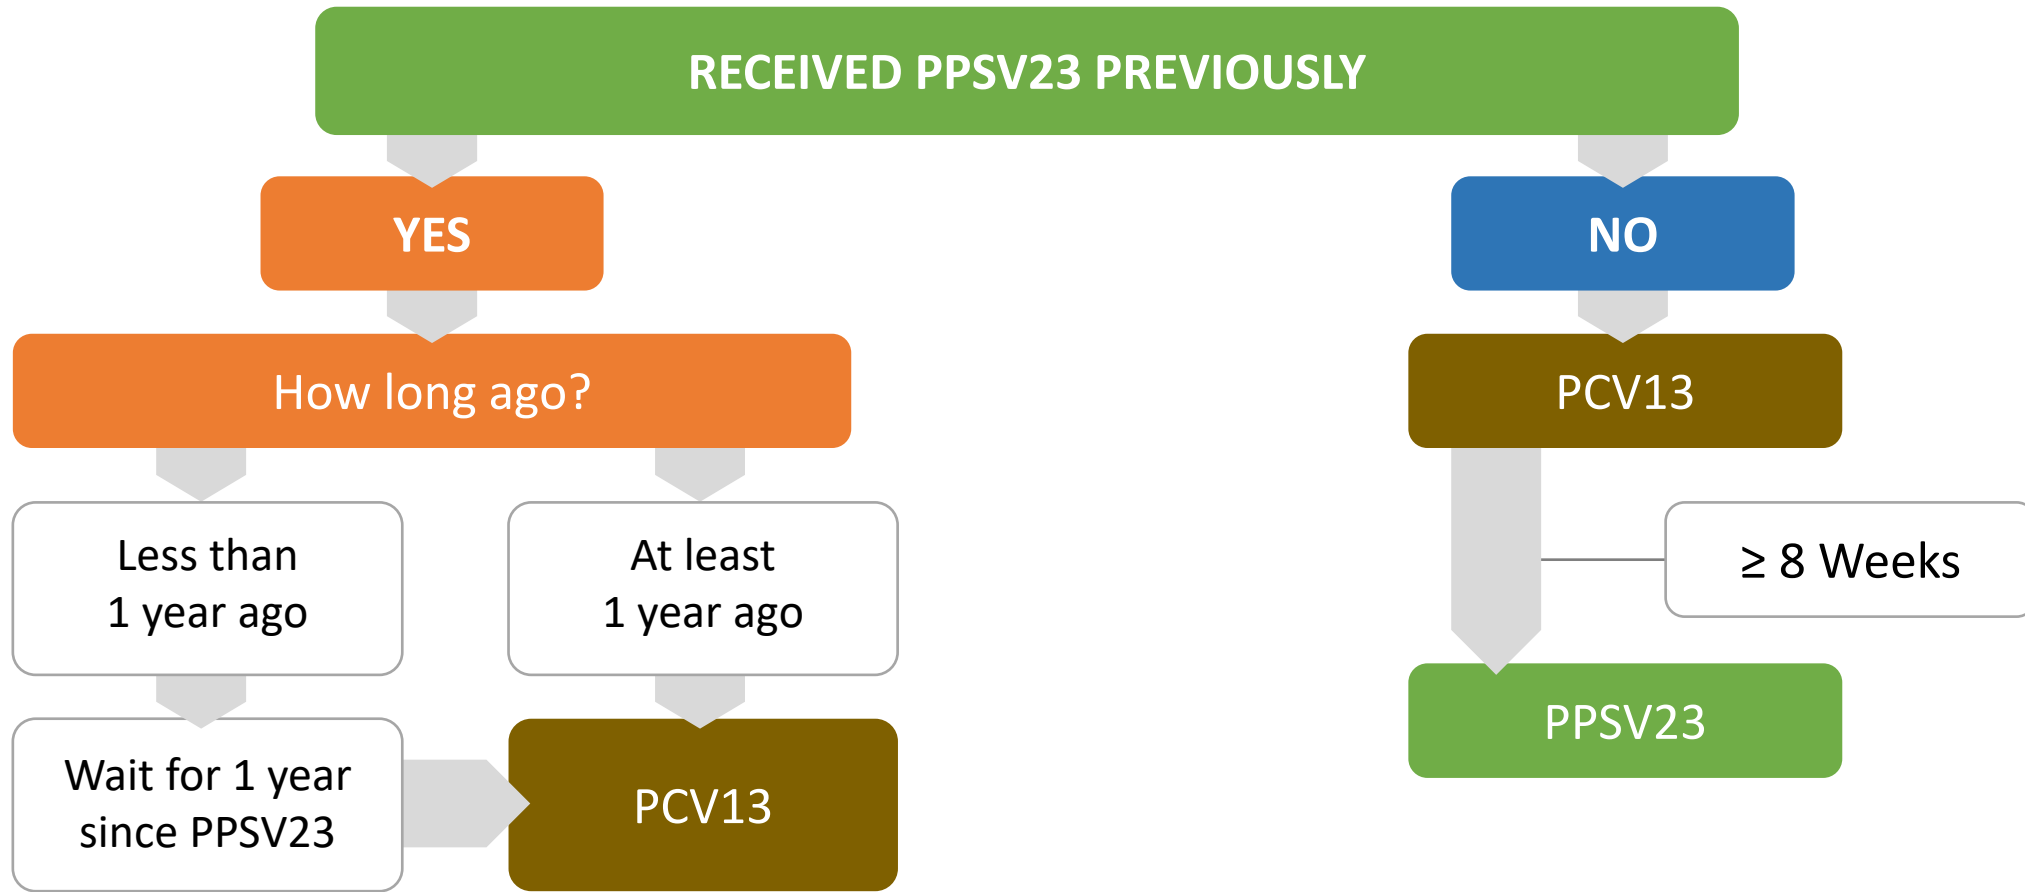 RECEIVED PPSV23 PREVIOUSLY
YES
NO
How long ago?
PCV13
Less than
1 year ago
At least
1 year ago
≥ 8 Weeks
Wait for 1 year
since PPSV23
PCV13
PPSV23